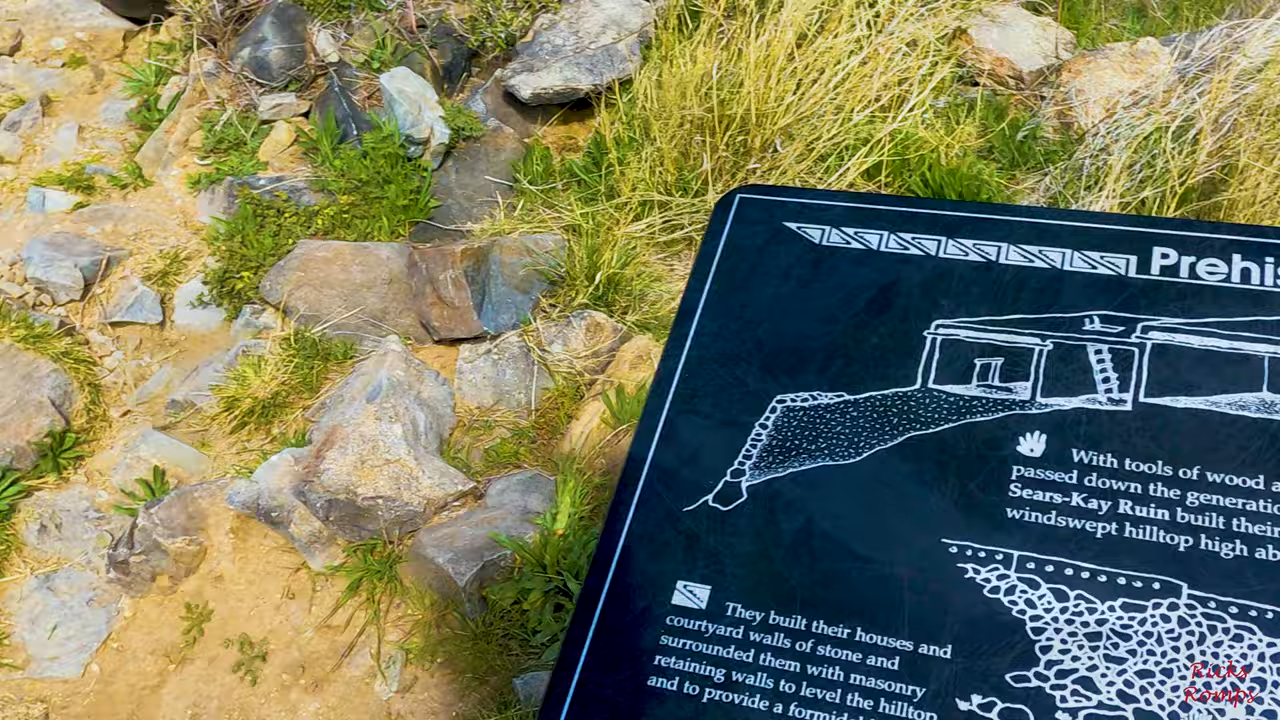 Prehis
With tools of wood a
passed down the generatio
Sears-Kay Ruin built their
windswept hilltop high ab
They built their houses and
courtyard walls of stone and
surrounded them with masonry
retaining walls to level the hilltop
and to provide a formidabl
Ricks
Romps